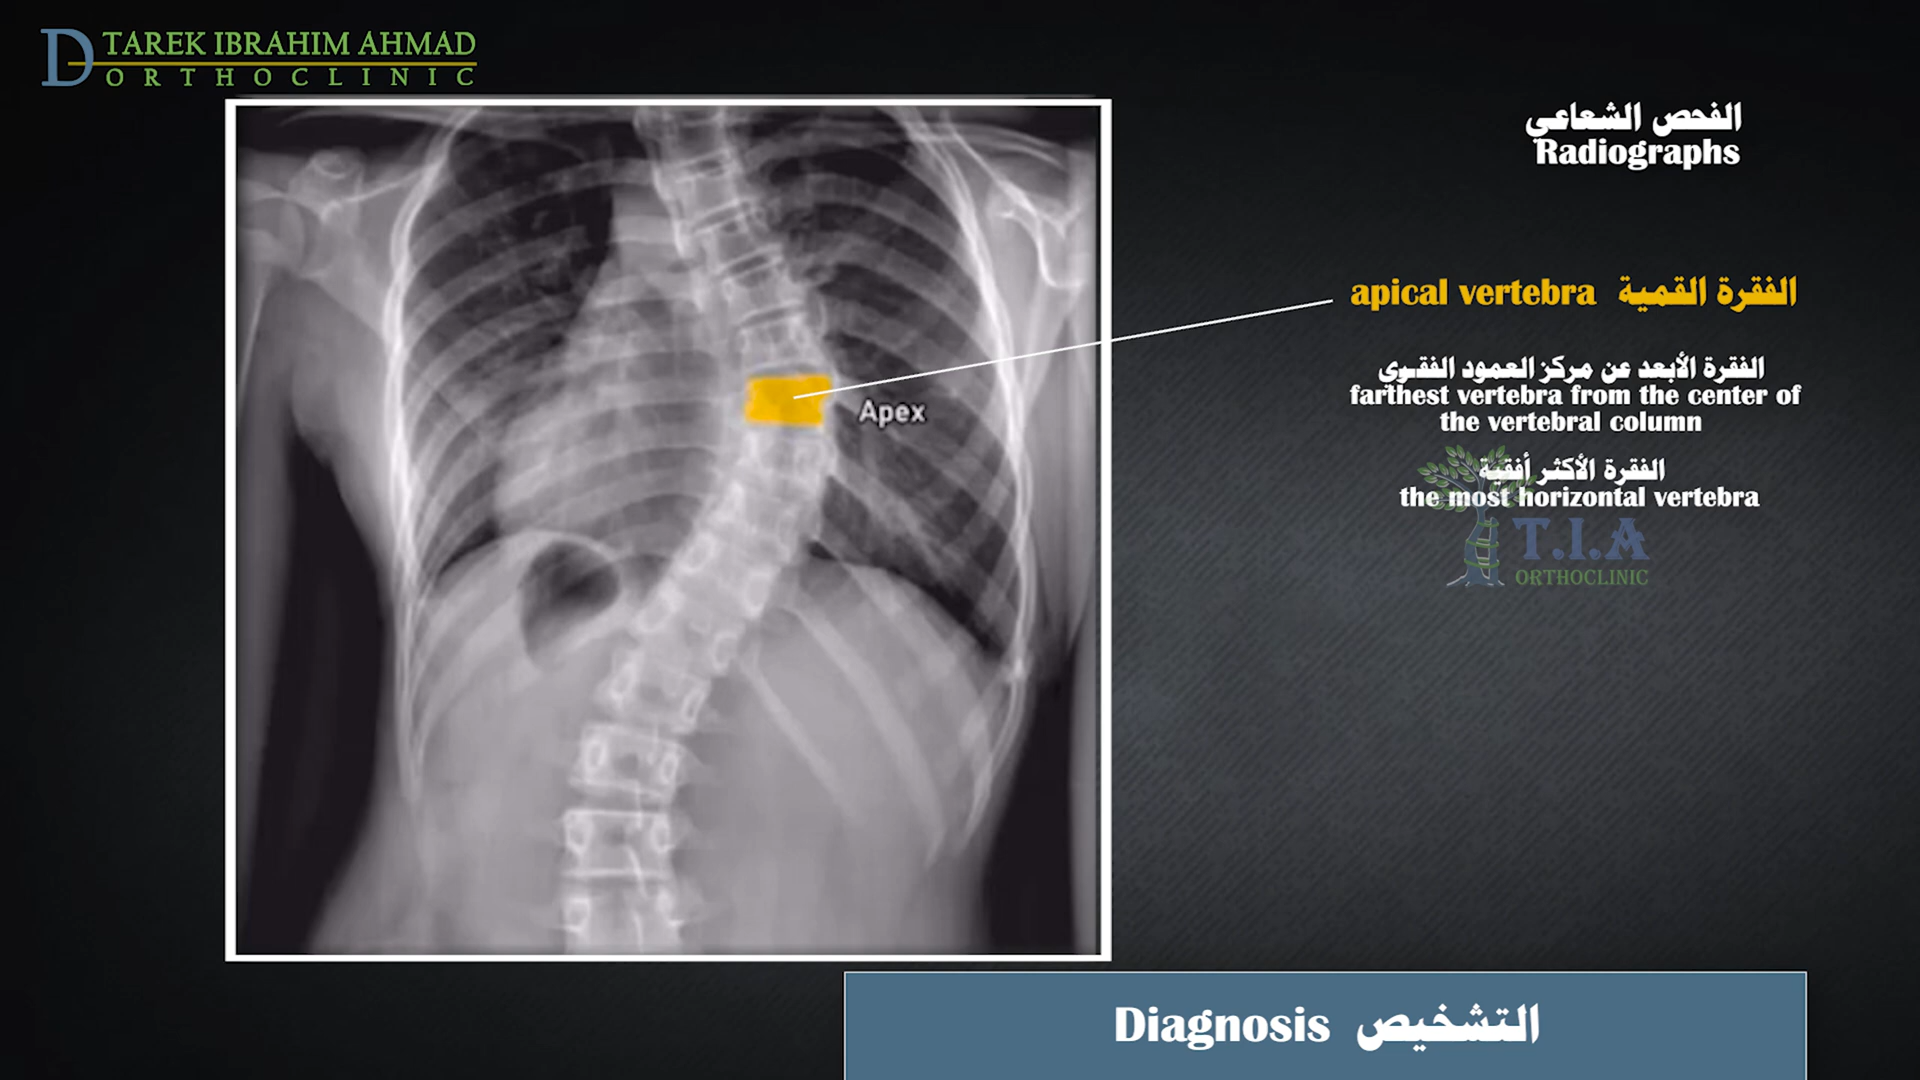 D TAREK IBRAHIM AHMAD
ORTHOCLINIC
الفحص الشعاعي
Radiographs
apical vertebra الفقرة القمية
الفقرة الأبعد عن مركز العمود الفقري
farthest vertebra from the center of
the vertebral column
الفقرة الأكثر أفقية
the most horizontal vertebra
Apex
T.I.A
ORTHOCLINIC
Diagnosis التشخيص